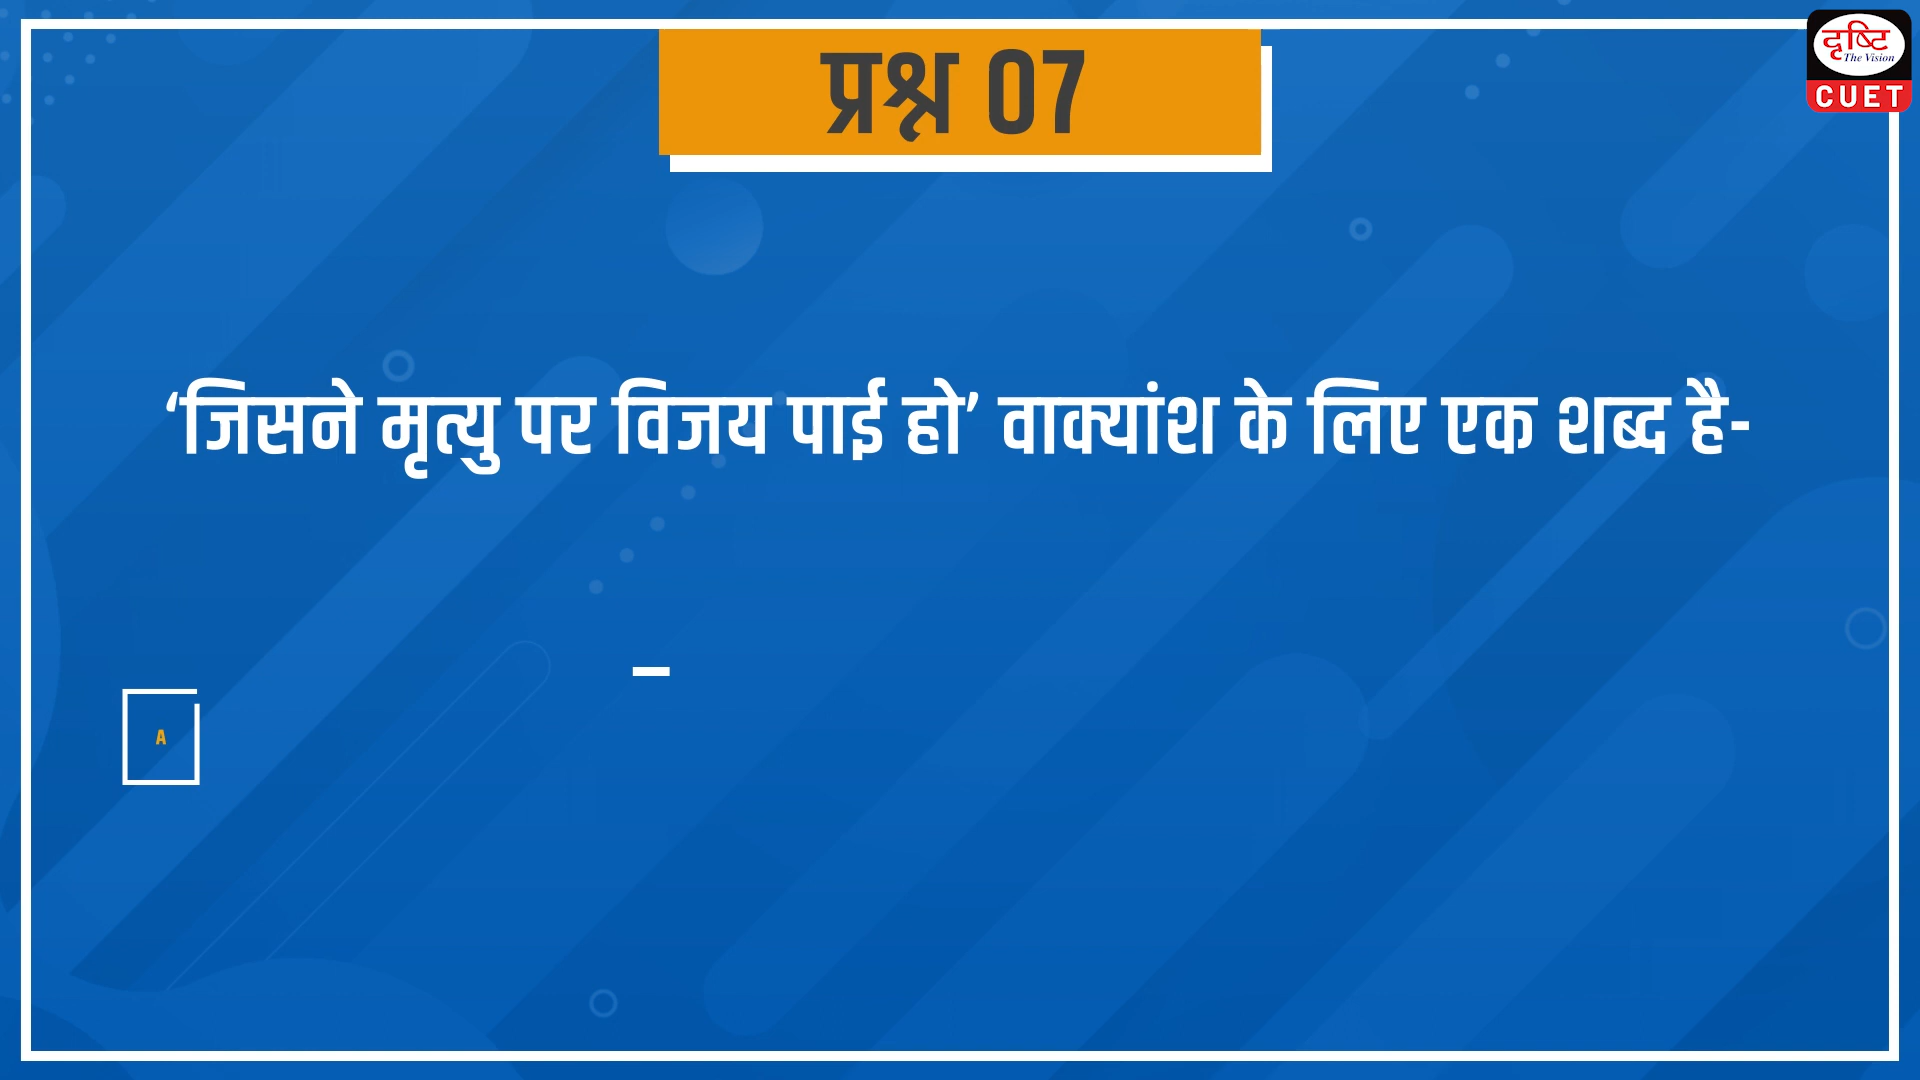 दृष्टि
The Vision
CUET
प्रश्न 07
‘जिसने मृत्यु पर विजय पाई हो’ वाक्यांश के लिए एक शब्द है-
A